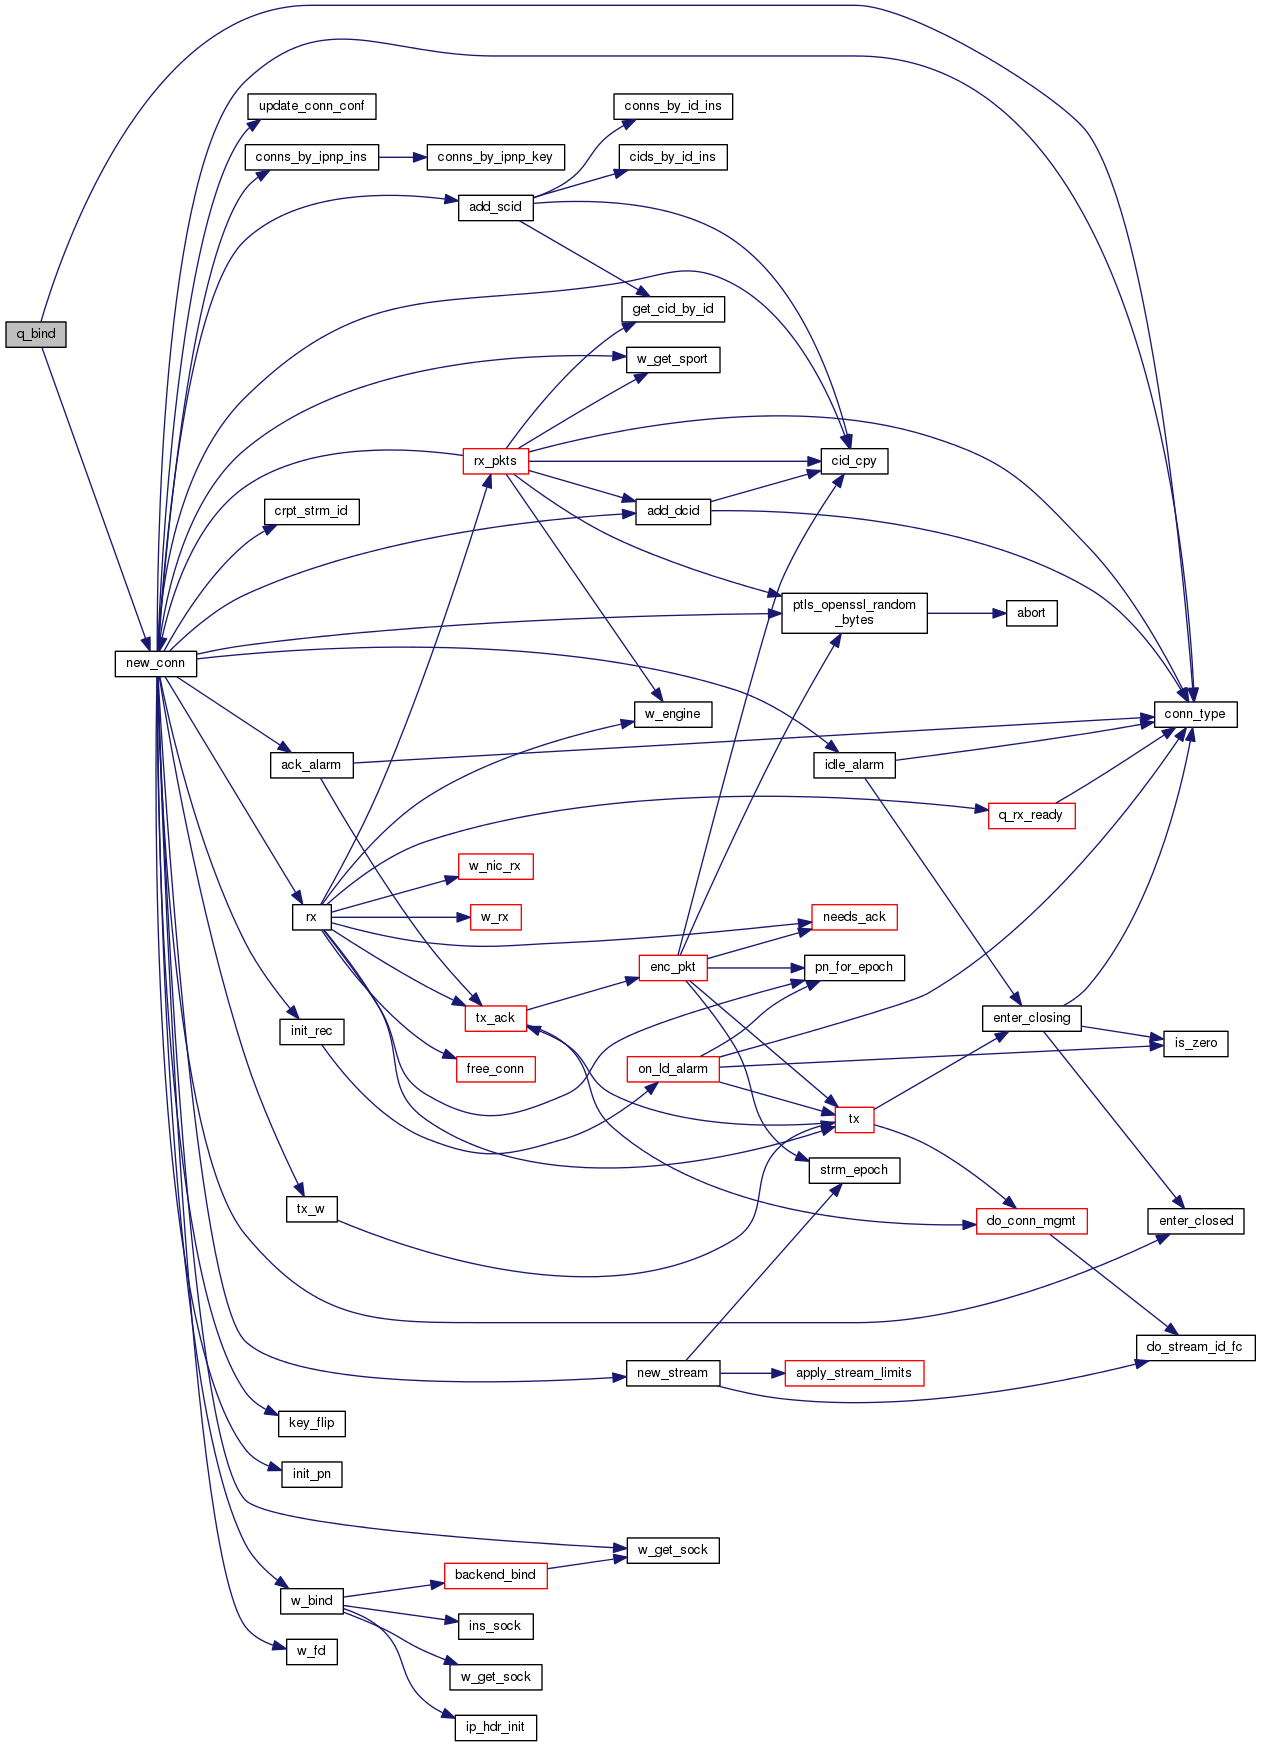 update_conn_conf
conns_by_id_ins
conns_by_ipnp_ins
conns_by_ipnp_key
cids_by_id_ins
add_scid
get_cid_by_id
q_bind
w_get_sport
rx_pkts
cid_cpy
crpt_strm_id
add_dcid
ptls_openssl_random
_bytes
abort
new_conn
w_engine
conn_type
ack_alarm
idle_alarm
q_rx_ready
w_nic_rx
rx
w_rx
needs_ack
enc_pkt
pn_for_epoch
tx_ack
enter_closing
init_rec
is_zero
free_conn
on_ld_alarm
tx
strm_epoch
tx_w
do_conn_mgmt
enter_closed
do_stream_id_fc
new_stream
apply_stream_limits
key_flip
init_pn
w_get_sock
backend_bind
w_bind
ins_sock
w_fd
w_get_sock
ip_hdr_init